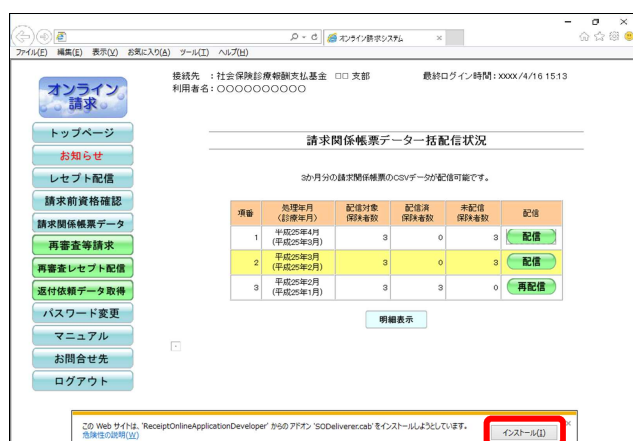 オンライン請求システム ×
ファイル(F) 編集(E) 表示(V) お気に入り(A) ツール(T) ヘルプ(H)
オンライン
請求
接続先 :社会保険診療報酬支払基金 □□ 支部 最終ログイン時間:xxxx/4/16 15:13
利用者名:○○○○○○○○○○
トップページ
お知らせ
レセプト配信
請求前資格確認
請求関係帳票データ
再審査等請求
再審査レセプト配信
返付依頼データ取得
パスワード変更
マニュアル
お問合せ先
ログアウト
請求関係帳票データ一括配信状況
3か月分の請求関係帳票のCSVデータが配信可能です。
項番 処理年月 (診療年月) 配信対象 保険者数 配信済 保険者数 未配信 保険者数 配信
1 平成25年4月 (平成25年3月) 3 0 3 配信
2 平成25年3月 (平成25年2月) 3 0 3 配信
3 平成25年2月 (平成25年1月) 3 3 0 再配信
明細表示
この Web サイトは、'ReceiptOnlineApplicationDeveloper' からのアドオン 'SODeliverer.cab' をインストールしようとしています。
危険性の説明(W)
インストール(I) ×